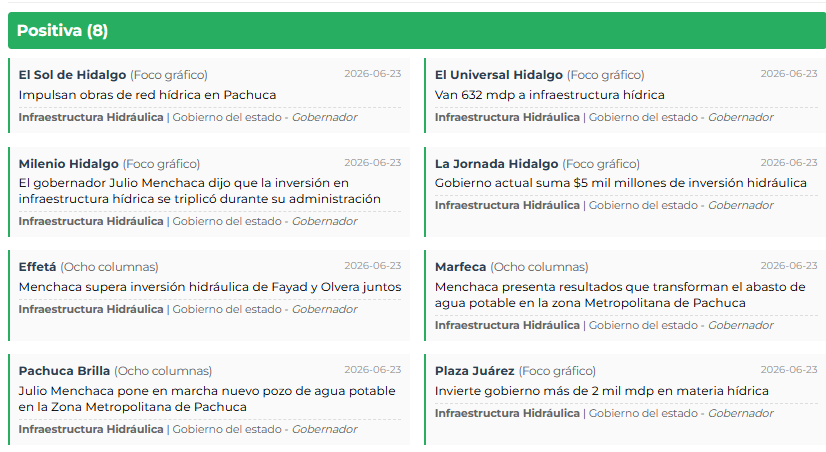 Positiva (8)
El Sol de Hidalgo (Foco gráfico) 2026-06-23
Impulsan obras de red hídrica en Pachuca
Infraestructura Hidráulica | Gobierno del estado - Gobernador
El Universal Hidalgo (Foco gráfico) 2026-06-23
Van 632 mdp a infraestructura hídrica
Infraestructura Hidráulica | Gobierno del estado - Gobernador
Milenio Hidalgo (Foco gráfico) 2026-06-23
El gobernador Julio Menchaca dijo que la inversión en
infraestructura hídrica se triplicó durante su administración
Infraestructura Hidráulica | Gobierno del estado - Gobernador
La Jornada Hidalgo (Foco gráfico) 2026-06-23
Gobierno actual suma $5 mil millones de inversión hidráulica
Infraestructura Hidráulica | Gobierno del estado - Gobernador
Effetá (Ocho columnas) 2026-06-23
Menchaca supera inversión hidráulica de Fayad y Olvera juntos
Infraestructura Hidráulica | Gobierno del estado - Gobernador
Marfeca (Ocho columnas) 2026-06-23
Menchaca presenta resultados que transforman el abasto de
agua potable en la zona Metropolitana de Pachuca
Infraestructura Hidráulica | Gobierno del estado - Gobernador
Pachuca Brilla (Ocho columnas) 2026-06-23
Julio Menchaca pone en marcha nuevo pozo de agua potable
en la Zona Metropolitana de Pachuca
Infraestructura Hidráulica | Gobierno del estado - Gobernador
Plaza Juárez (Foco gráfico) 2026-06-23
Invierte gobierno más de 2 mil mdp en materia hídrica
Infraestructura Hidráulica | Gobierno del estado - Gobernador